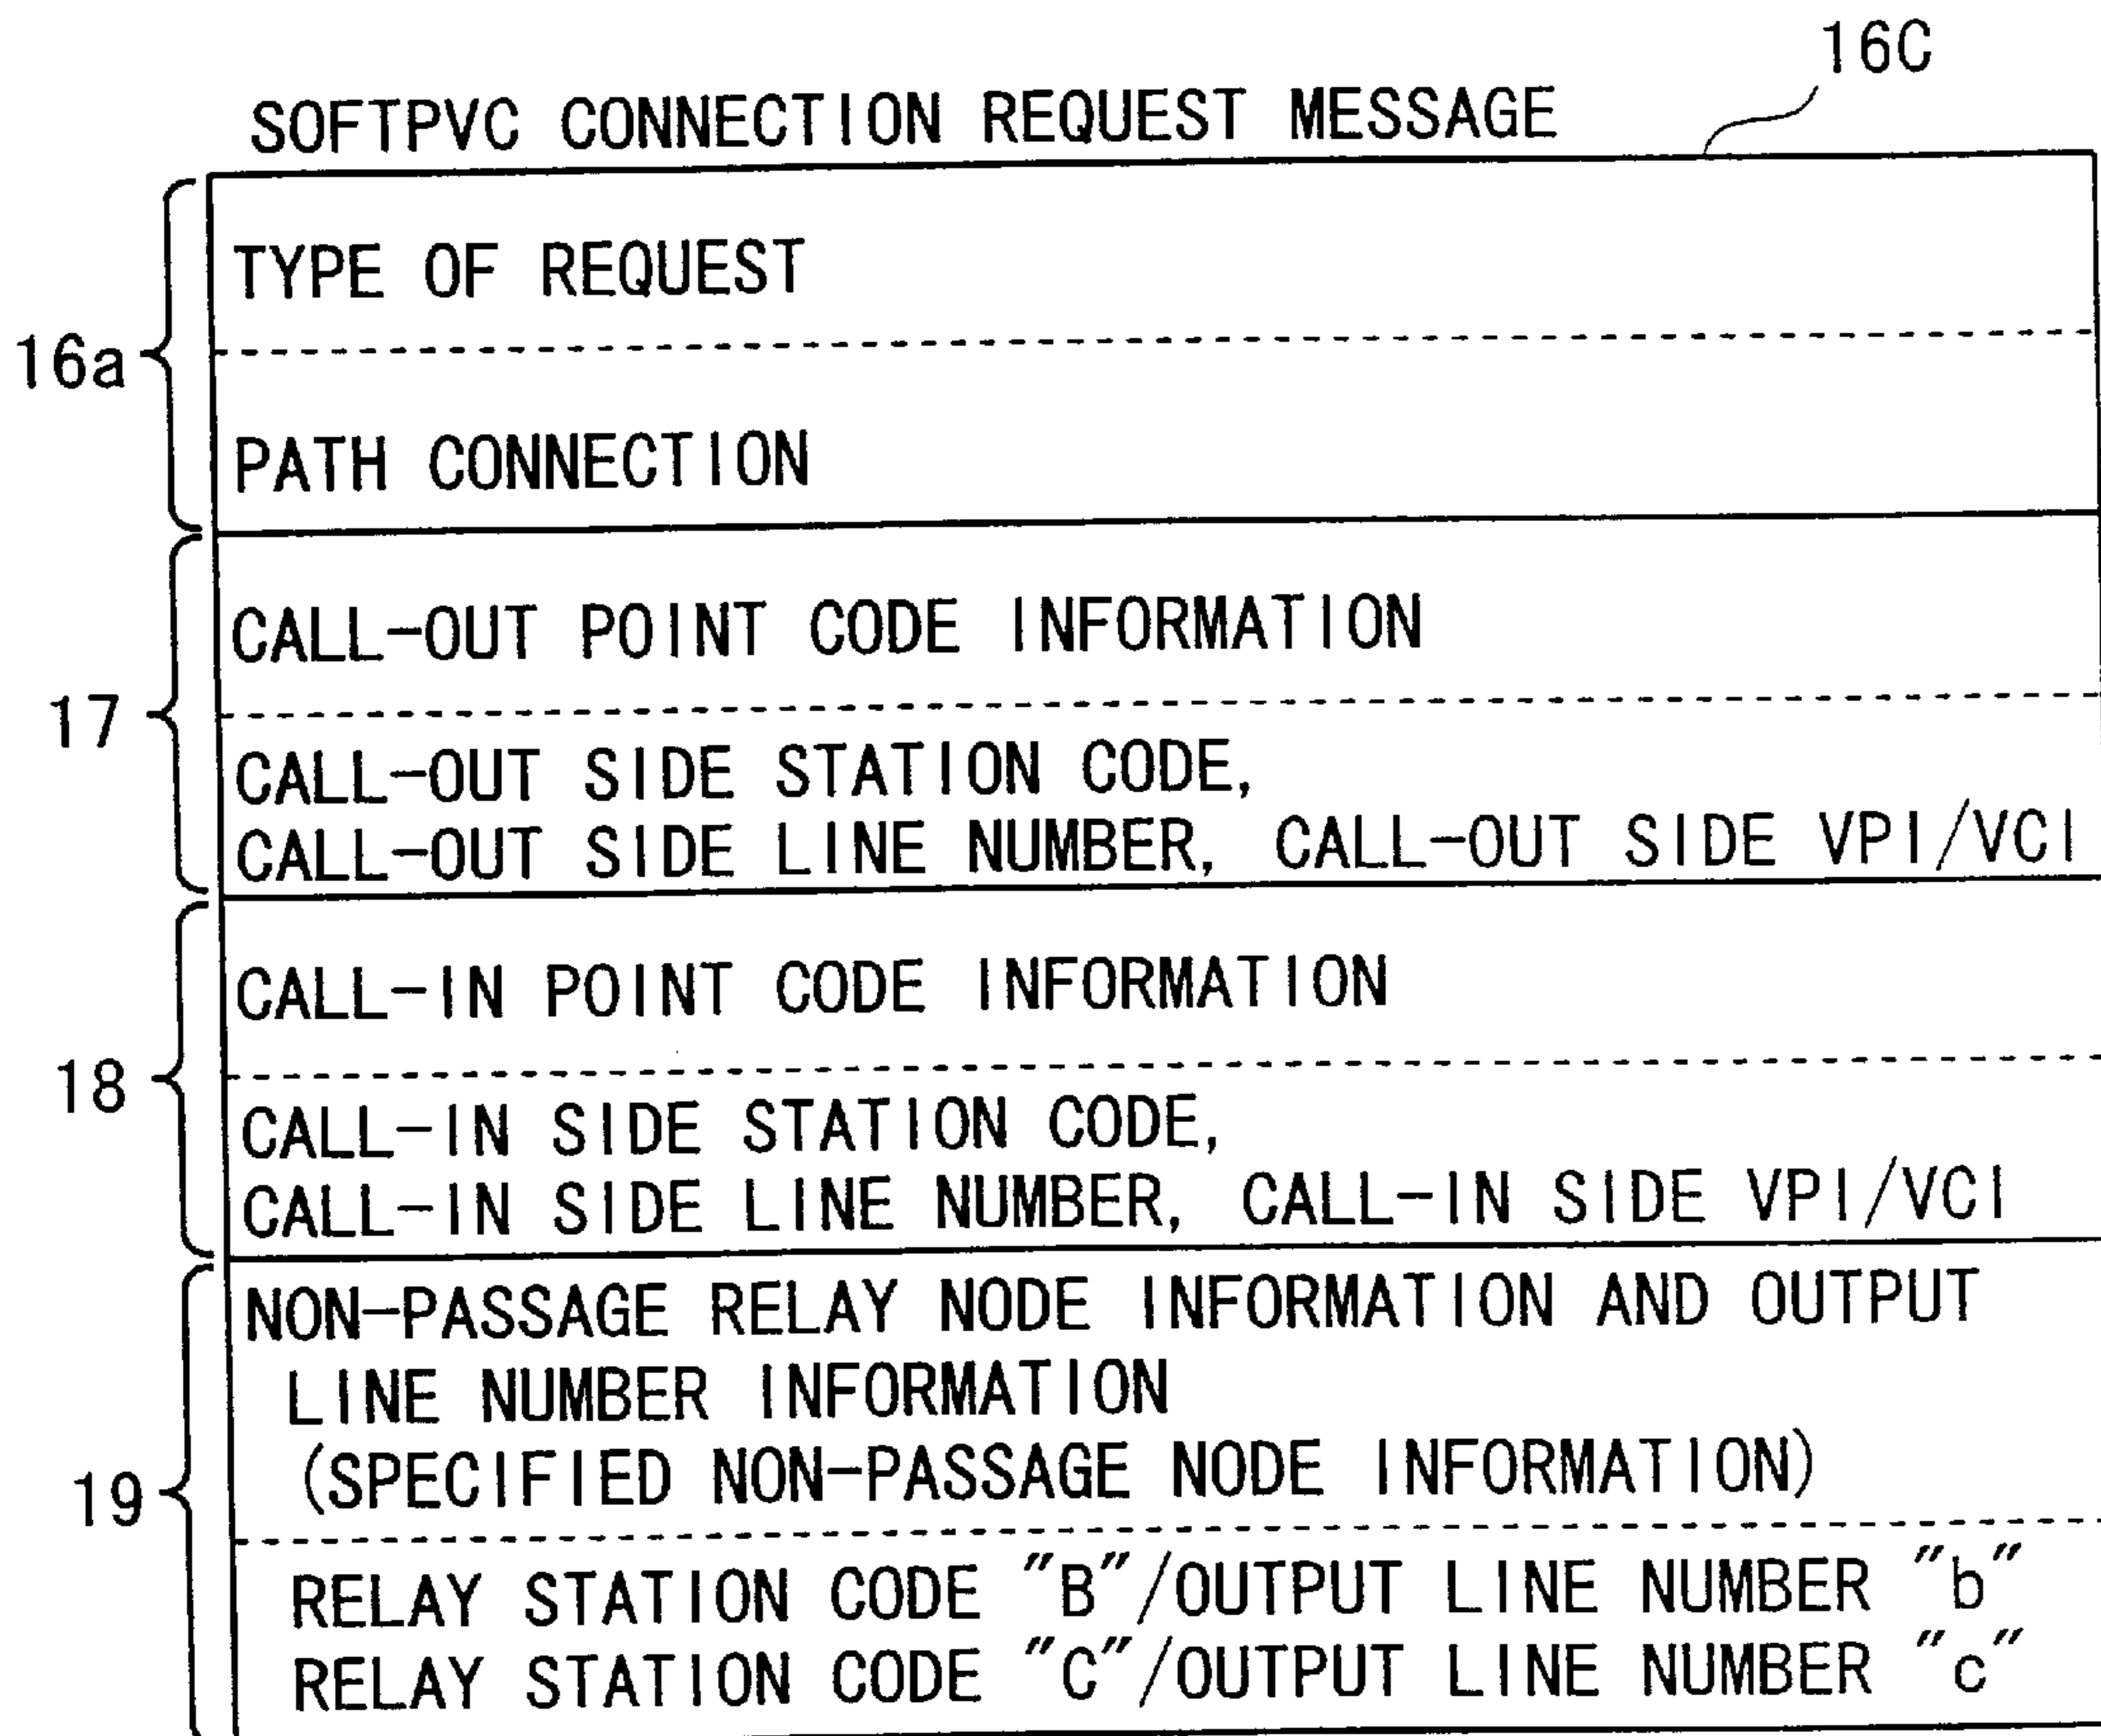 16C
SOFTPVC CONNECTION REQUEST MESSAGE
TYPE OF REQUEST
16a
PATH CONNECTION
CALL-OUT POINT CODE INFORMATION
17
CALL-OUT SIDE STATION CODE,
CALL-OUT SIDE LINE NUMBER, CALL-OUT SIDE VPI/VCI
CALL-IN POINT CODE INFORMATION
18
CALL-IN SIDE STATION CODE,
CALL-IN SIDE LINE NUMBER, CALL-IN SIDE VPI/VCI
NON-PASSAGE RELAY NODE INFORMATION AND OUTPUT
LINE NUMBER INFORMATION
(SPECIFIED NON-PASSAGE NODE INFORMATION)
19
RELAY STATION CODE "B"/OUTPUT LINE NUMBER "b"
RELAY STATION CODE "C"/OUTPUT LINE NUMBER "c"